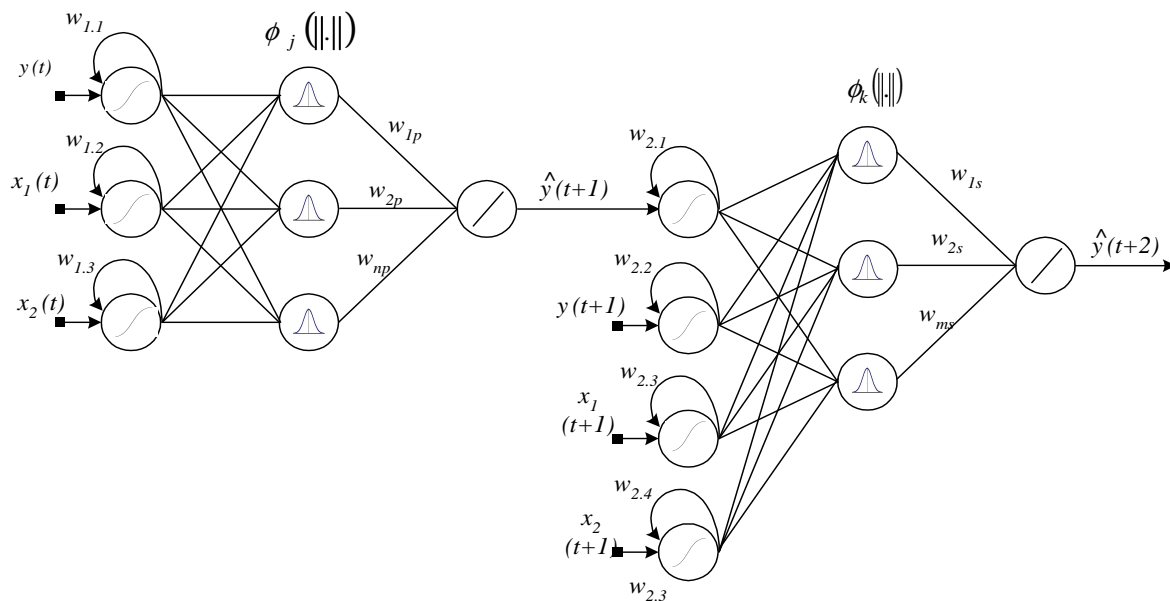 w1.1
ϕ j (||.||)
y(t)
w1.2
w1p
x1(t)
w2p
w1.3
wnp
x2(t)
ŷ(t+1)
ϕk(||.||)
w2.1
w1s
w2.2
w2s
ŷ(t+2)
y(t+1)
wms
w2.3
x1
(t+1)
w2.4
x2
(t+1)
w2.3